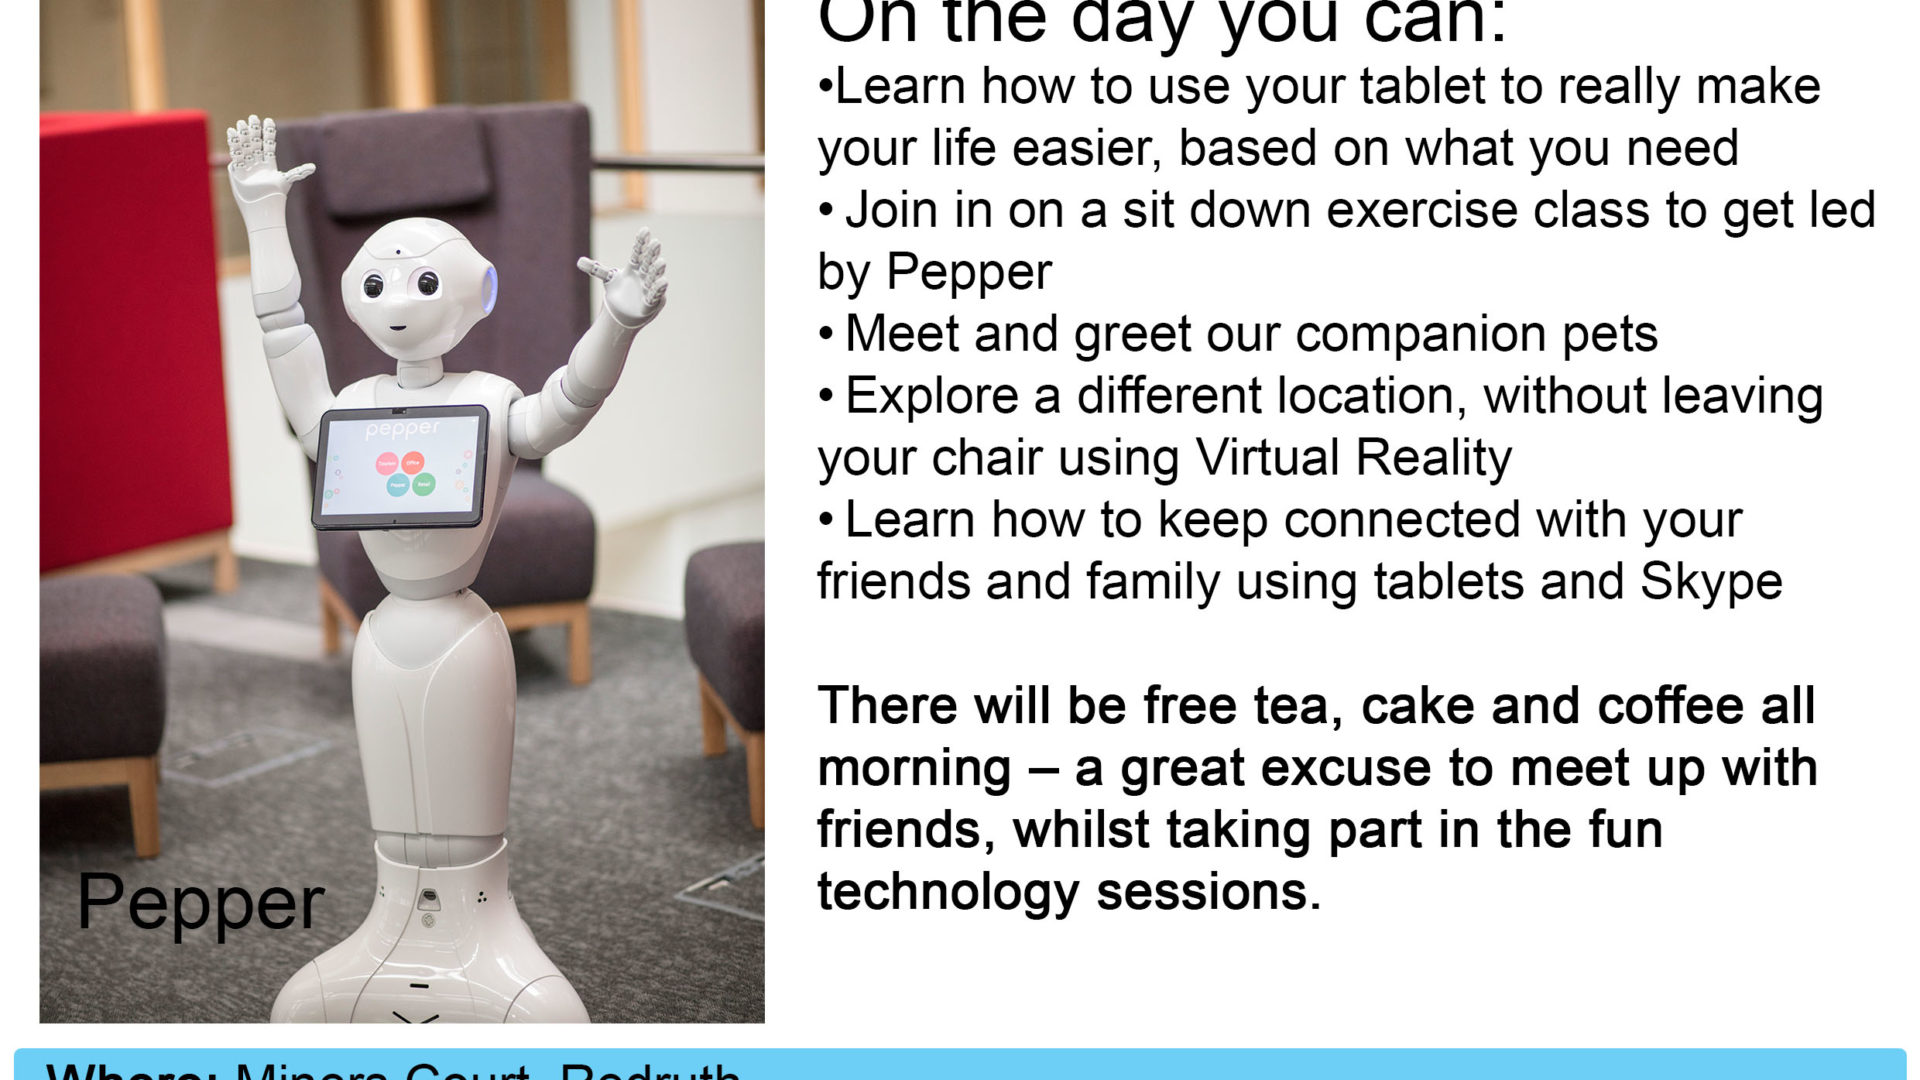 On the day you can:
•Learn how to use your tablet to really make
your life easier, based on what you need
• Join in on a sit down exercise class to get led
by Pepper
• Meet and greet our companion pets
• Explore a different location, without leaving
your chair using Virtual Reality
• Learn how to keep connected with your
friends and family using tablets and Skype
There will be free tea, cake and coffee all
morning – a great excuse to meet up with
friends, whilst taking part in the fun
technology sessions.
pepper
Tourism Office
Pepper Retail
Pepper
Where: Miners Court, Redruth